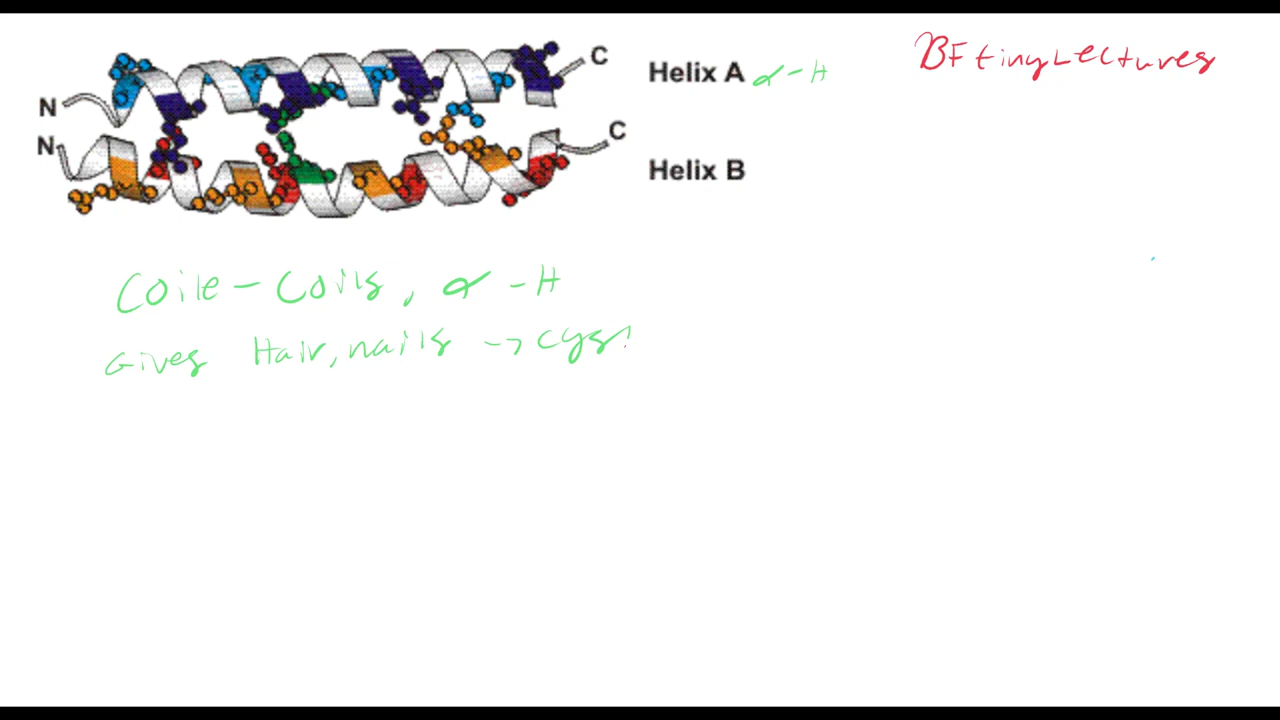 BF tinyLectures
C
N
Helix A α-H
N
C
Helix B
Coile-Coils, α-H
Gives Hair, nails → cys